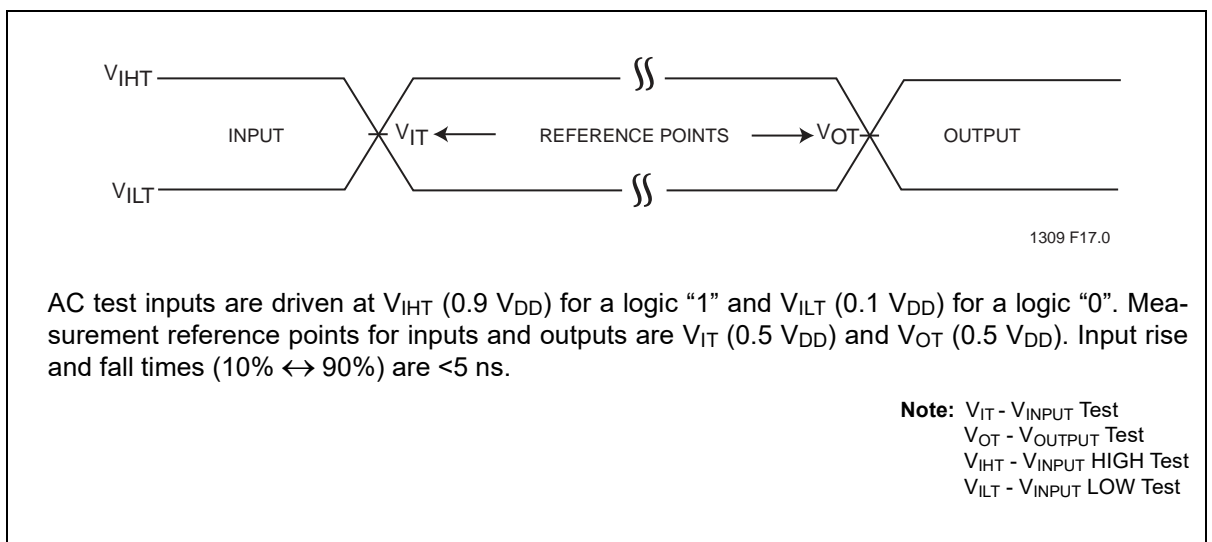 VIHT
INPUT VIT REFERENCE POINTS VOT OUTPUT
VILT
1309 F17.0
AC test inputs are driven at VIHT (0.9 VDD) for a logic “1” and VILT (0.1 VDD) for a logic “0”. Mea-
surement reference points for inputs and outputs are VIT (0.5 VDD) and VOT (0.5 VDD). Input rise
and fall times (10% ↔ 90%) are <5 ns.
Note: VIT - VINPUT Test
VOT - VOUTPUT Test
VIHT - VINPUT HIGH Test
VILT - VINPUT LOW Test